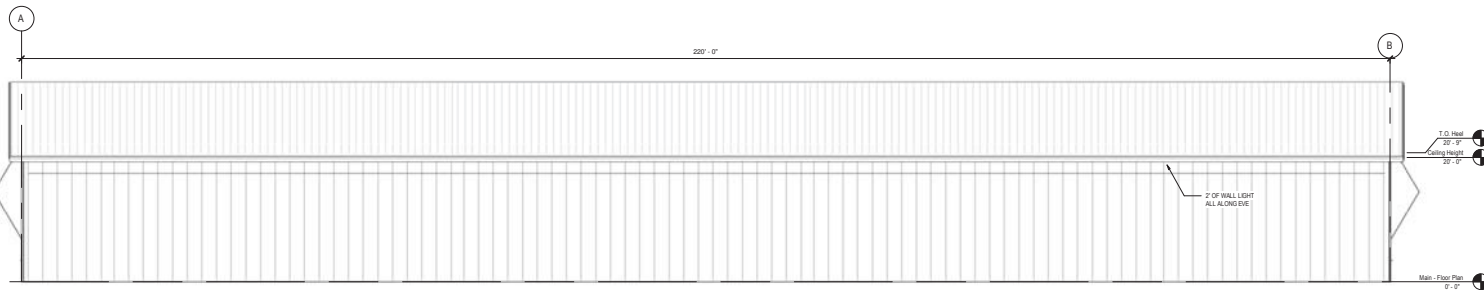 A
220' - 0"
B
T.O. Heel
20' - 9"
Ceiling Height
20' - 0"
2' OF WALL LIGHT
ALL ALONG EVE
Main - Floor Plan
0' - 0"